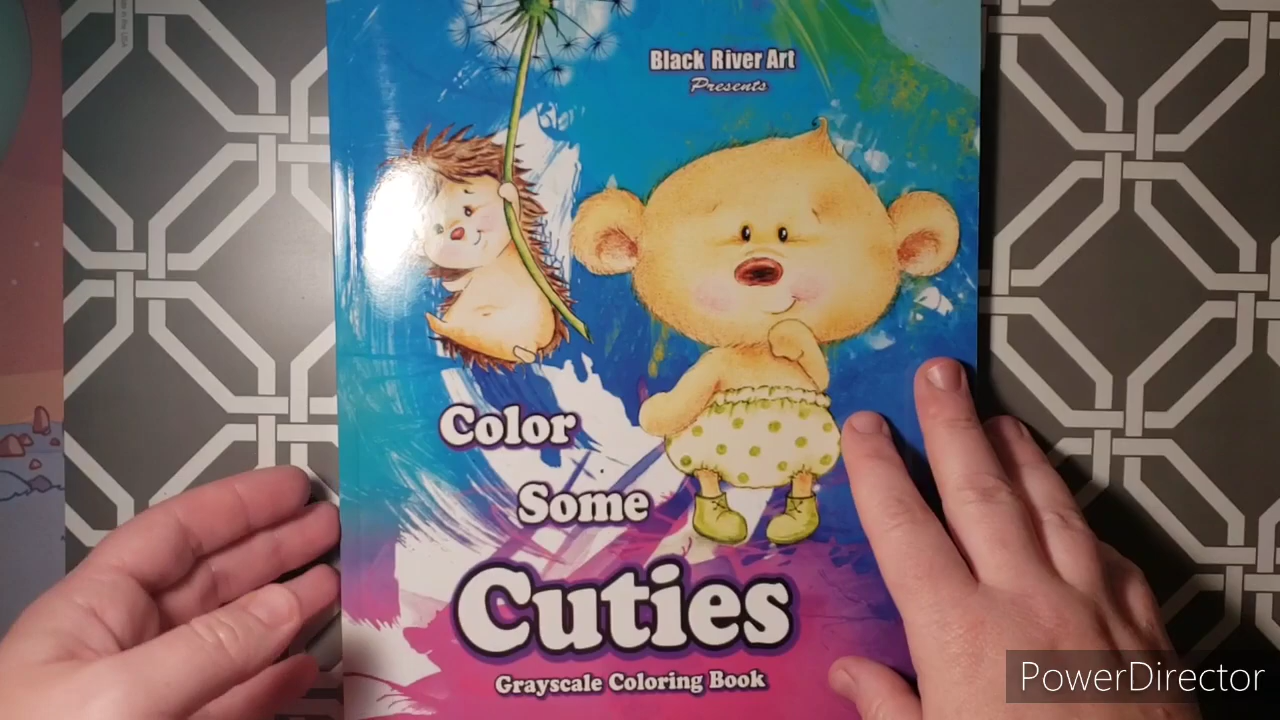 Black River Art
Presents
Color
Some
Cuties
Grayscale Coloring Book
PowerDirector